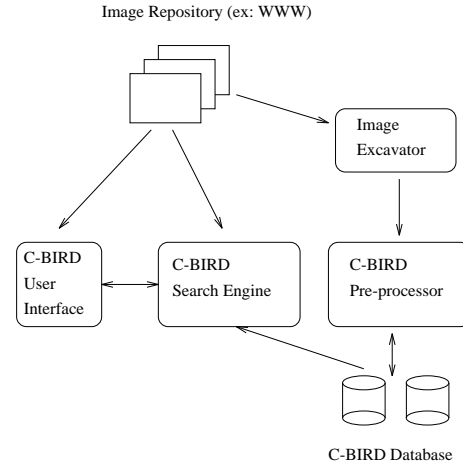 Image Repository (ex: WWW)
Image
Excavator
C-BIRD
User
Interface
C-BIRD
Search Engine
C-BIRD
Pre-processor
C-BIRD Database